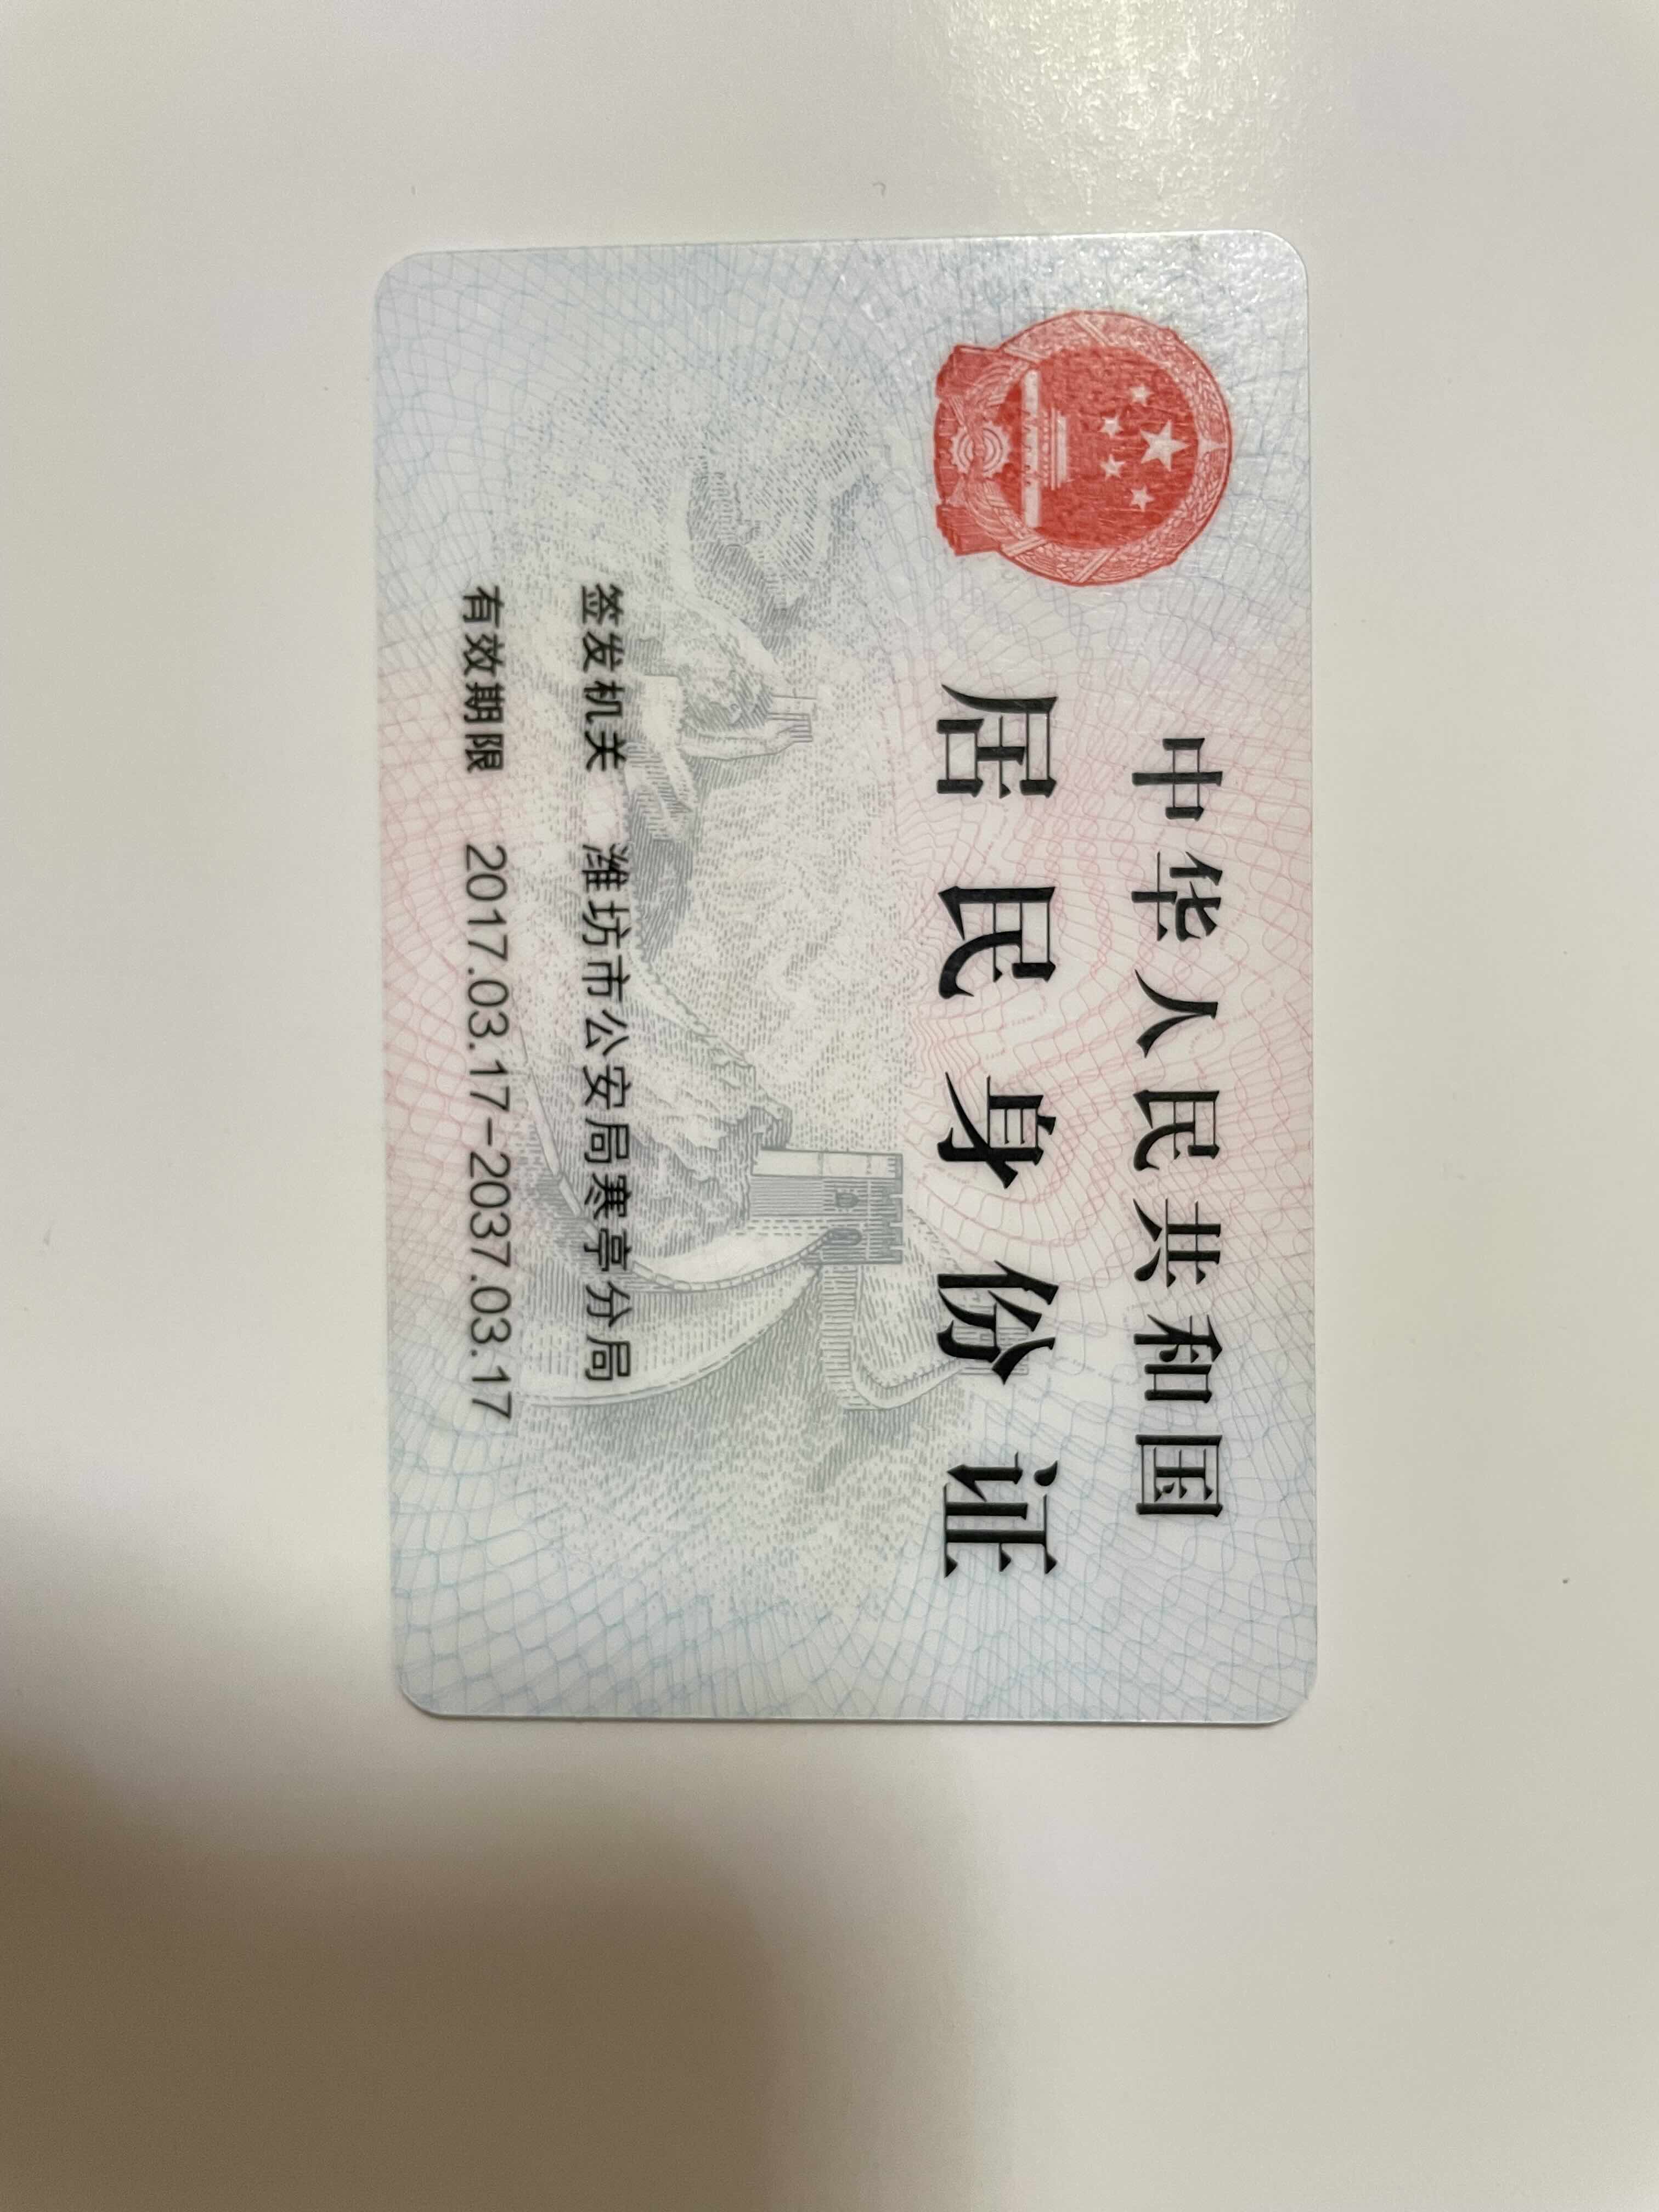 中华人民共和国
居民身份证
签发机关 潍坊市公安局寒亭分局
有效期限 2017.03.17-2037.03.17